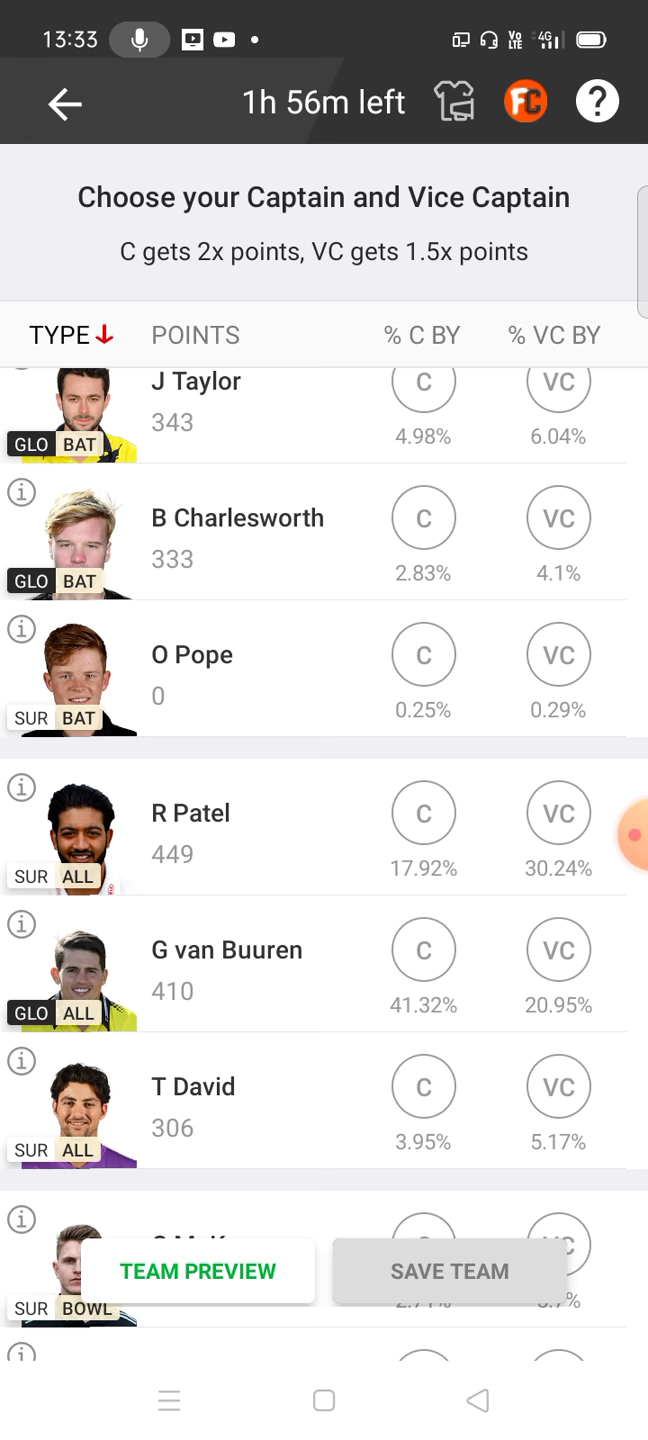 13:33 Vo LTE 4G
1h 56m left FC ?
Choose your Captain and Vice Captain
C gets 2x points, VC gets 1.5x points
TYPE POINTS % C BY % VC BY
J Taylor C VC
343 4.98% 6.04%
GLO BAT
B Charlesworth C VC
333 2.83% 4.1%
GLO BAT
O Pope C VC
0 0.25% 0.29%
SUR BAT
R Patel C VC
449 17.92% 30.24%
SUR ALL
G van Buuren C VC
410 41.32% 20.95%
GLO ALL
T David C VC
306 3.95% 5.17%
SUR ALL
TEAM PREVIEW SAVE TEAM
SUR BOWL